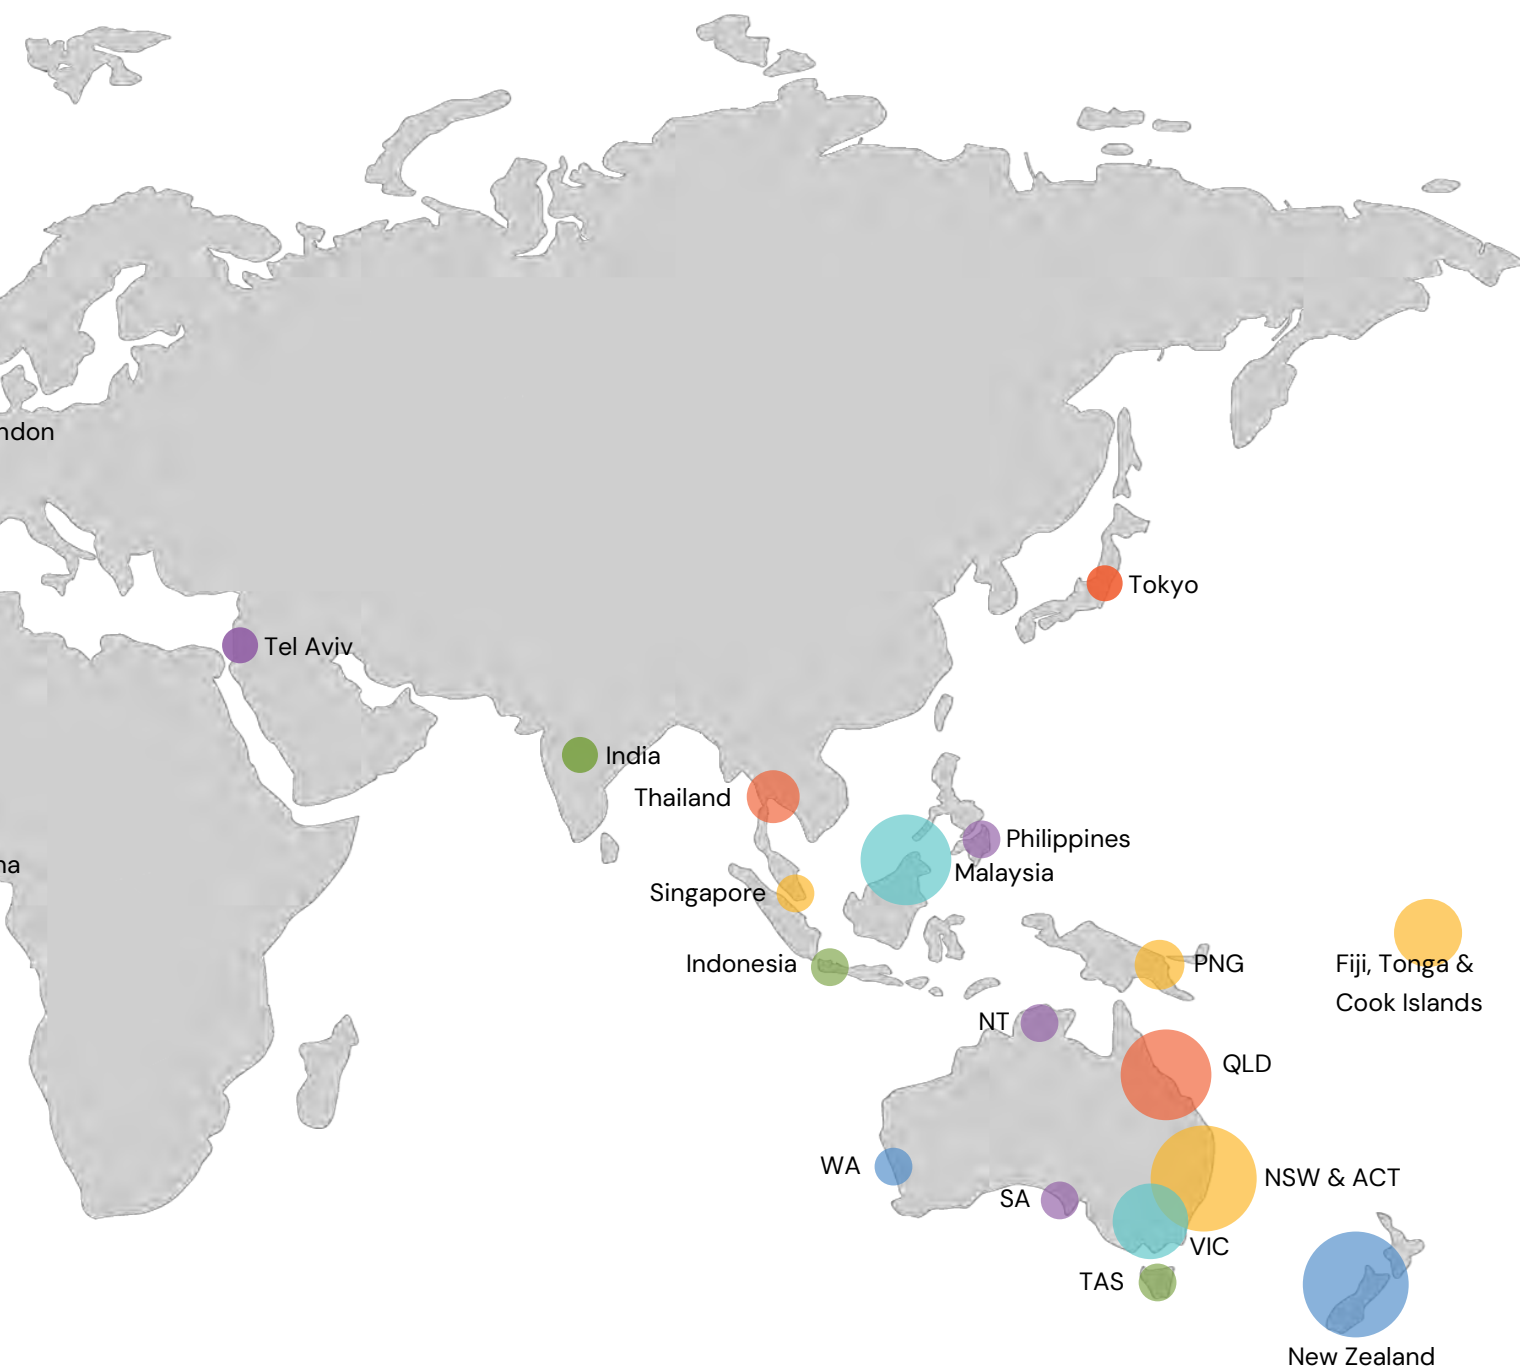 ndon
Tokyo
Tel Aviv
India
Thailand
Philippines
na
Malaysia
Singapore
Indonesia
PNG
Fiji, Tonga &
Cook Islands
NT
QLD
WA
NSW & ACT
SA
VIC
TAS
New Zealand